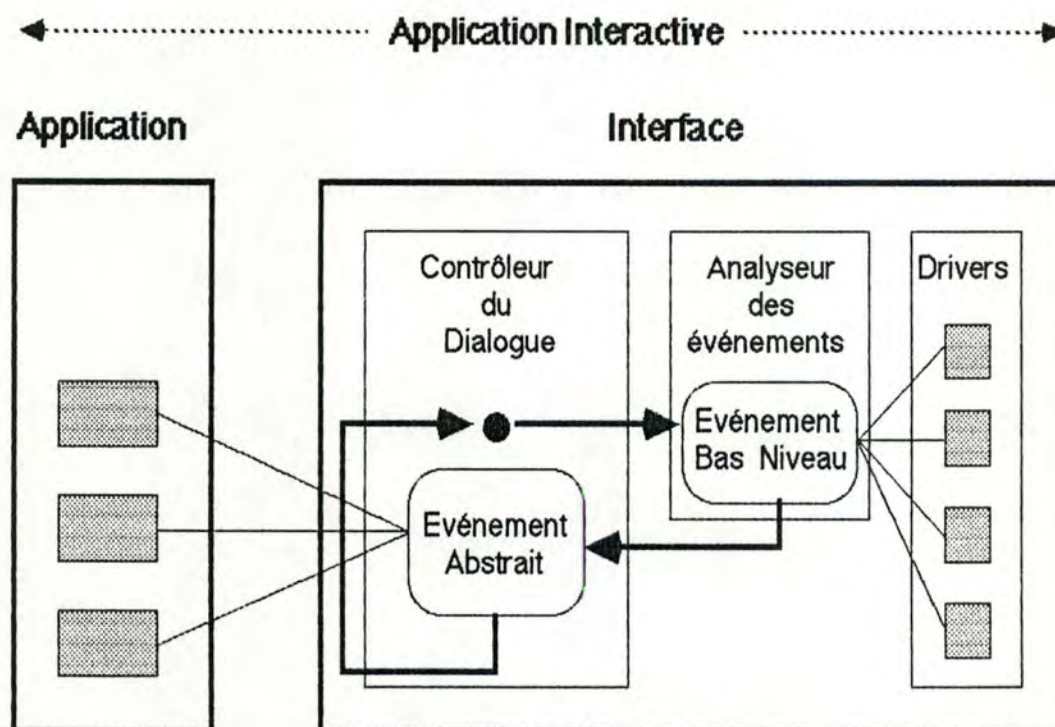 Application Interactive
Application
Interface
Contrôleur
du
Dialogue
Analyseur
des
événements
Drivers
Evénement
Bas Niveau
Evénement
Abstrait